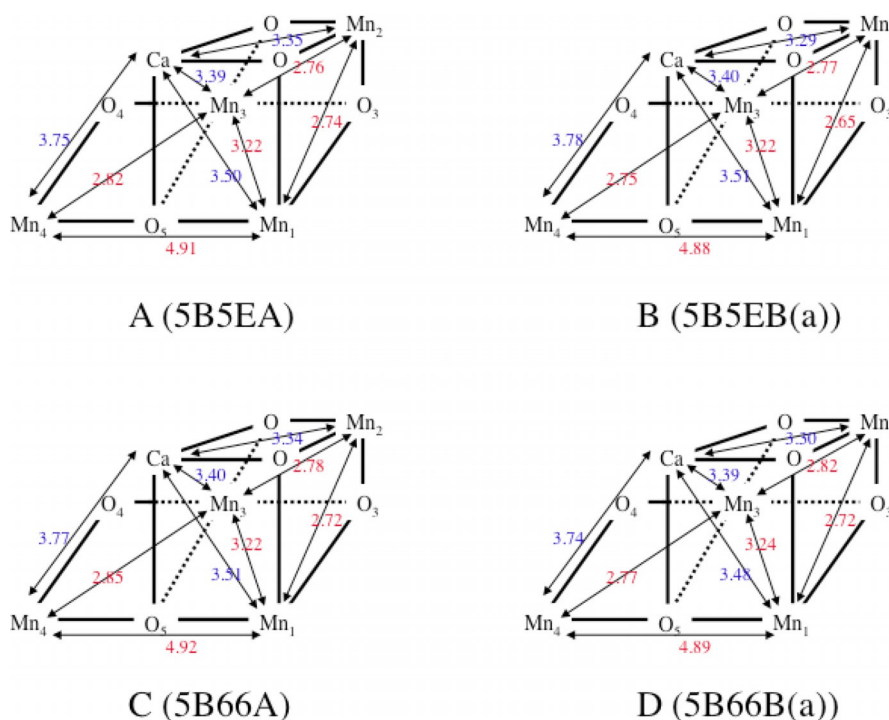 O Mn₂ O Mn
3.35 3.29
Ca O Ca O
3.39 2.76 3.40 2.77
O₄ Mn₃ O₃ O₄ Mn₃ O₃
2.74 2.65
3.75 3.22 3.78 3.22
2.82 3.50 2.75 3.51
Mn₄ O₅ Mn₁ Mn₄ O₅ Mn₁
4.91 4.88
A (5B5EA) B (5B5EB(a))
O Mn₂ O Mn
3.34 3.30
Ca O Ca O
3.40 2.78 3.39 2.82
O₄ Mn₃ O₃ O₄ Mn₃ O₃
2.72 2.72
3.77 3.22 3.74 3.24
2.85 3.51 2.77 3.48
Mn₄ O₅ Mn₁ Mn₄ O₅ Mn₁
4.92 4.89
C (5B66A) D (5B66B(a))